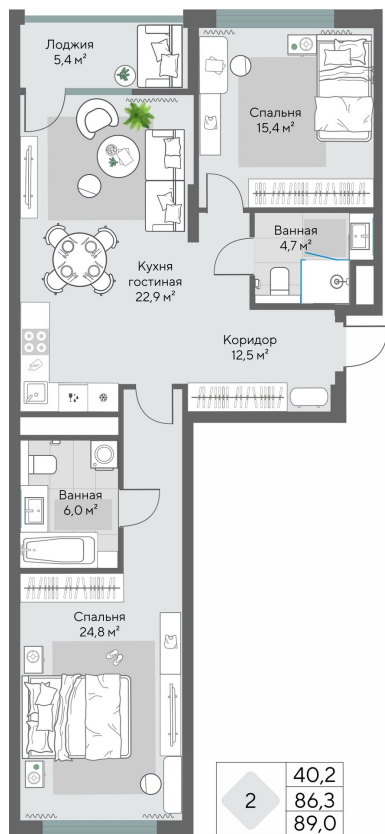 Лоджия
5,4 м²
Спальня
15,4 м²
Ванная
4,7 м²
Кухня
гостиная
22,9 м²
Коридор
12,5 м²
Ванная
6,0 м²
Спальня
24,8 м²
2
40,2
86,3
89,0